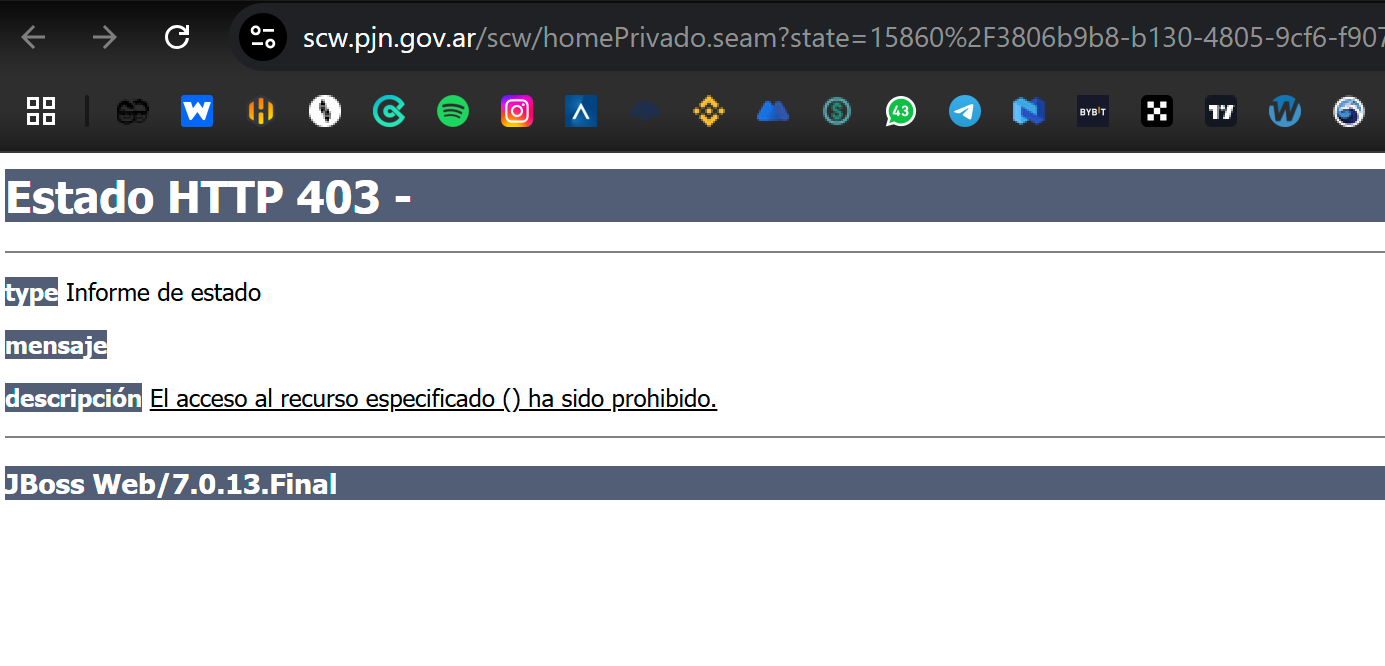 scw.pjn.gov.ar/scw/homePrivado.seam?state=15860%2F3806b9b8-b130-4805-9cf6-f907
W
43
BYBIT
W
Estado HTTP 403 -
type Informe de estado
mensaje
descripción El acceso al recurso especificado () ha sido prohibido.
JBoss Web/7.0.13.Final